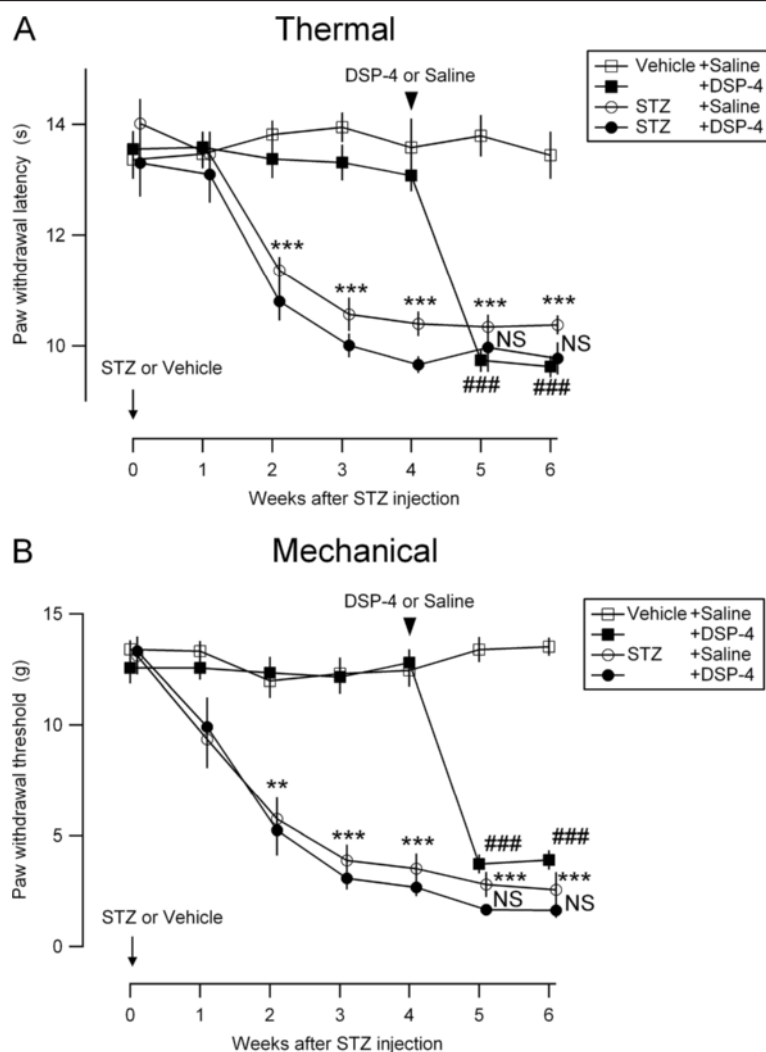 A
Thermal
DSP-4 or Saline
Vehicle +Saline
+DSP-4
STZ +Saline
STZ +DSP-4
Paw withdrawal latency (s)
14
12
10
***
***
***
***
***
NS
NS
###
###
STZ or Vehicle
0 1 2 3 4 5 6
Weeks after STZ injection
B
Mechanical
DSP-4 or Saline
Vehicle +Saline
+DSP-4
STZ +Saline
+DSP-4
Paw withdrawal threshold (g)
15
10
5
0
**
***
***
###
###
***
***
NS
NS
STZ or Vehicle
0 1 2 3 4 5 6
Weeks after STZ injection